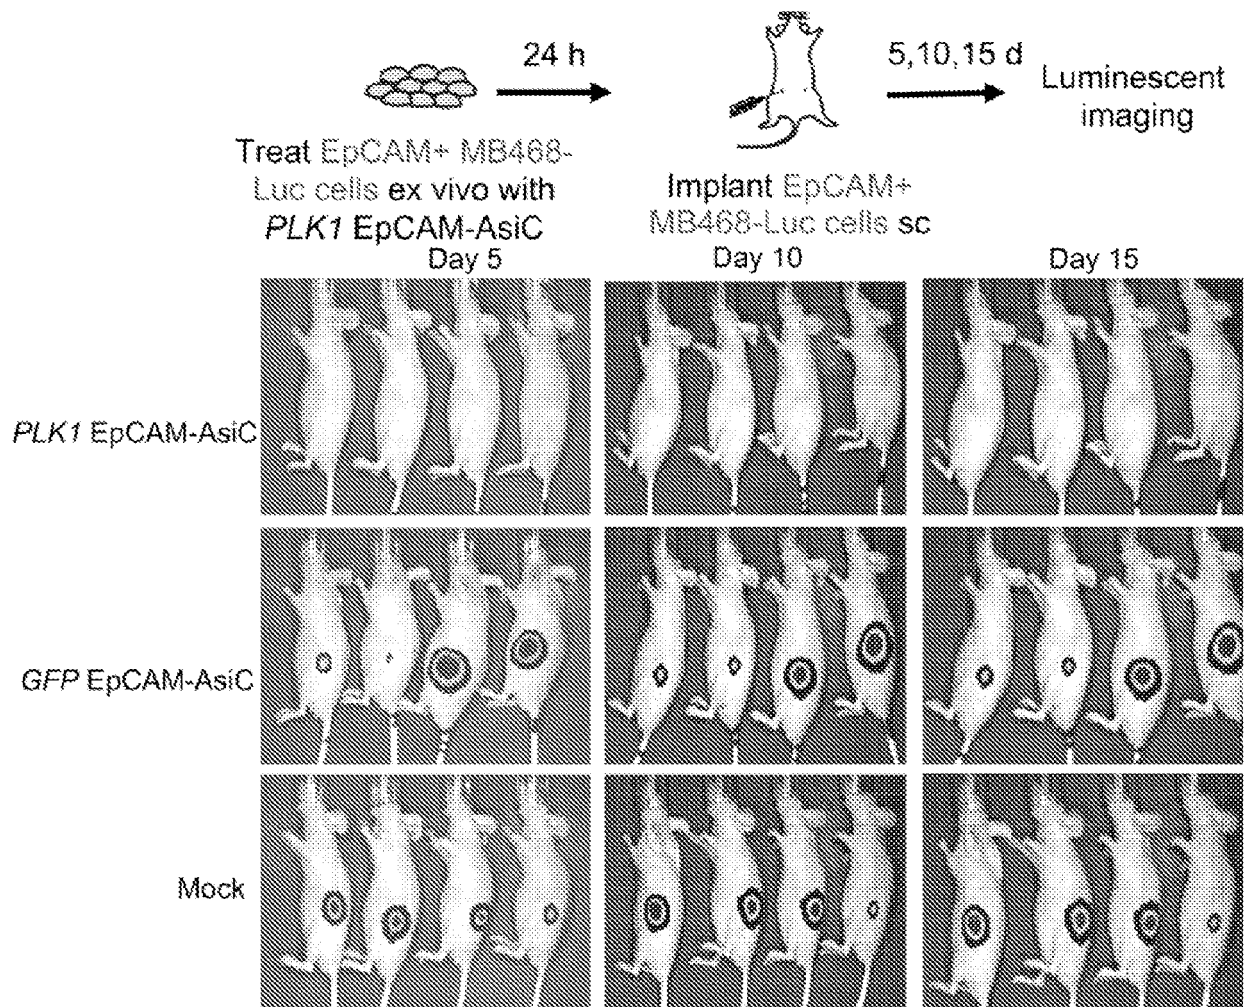 24 h
5,10,15 d
Luminescent
imaging
Treat EpCAM+ MB468-
Luc cells ex vivo with
PLK1 EpCAM-AsiC
Implant EpCAM+
MB468-Luc cells sc
Day 5
Day 10
Day 15
PLK1 EpCAM-AsiC
GFP EpCAM-AsiC
Mock